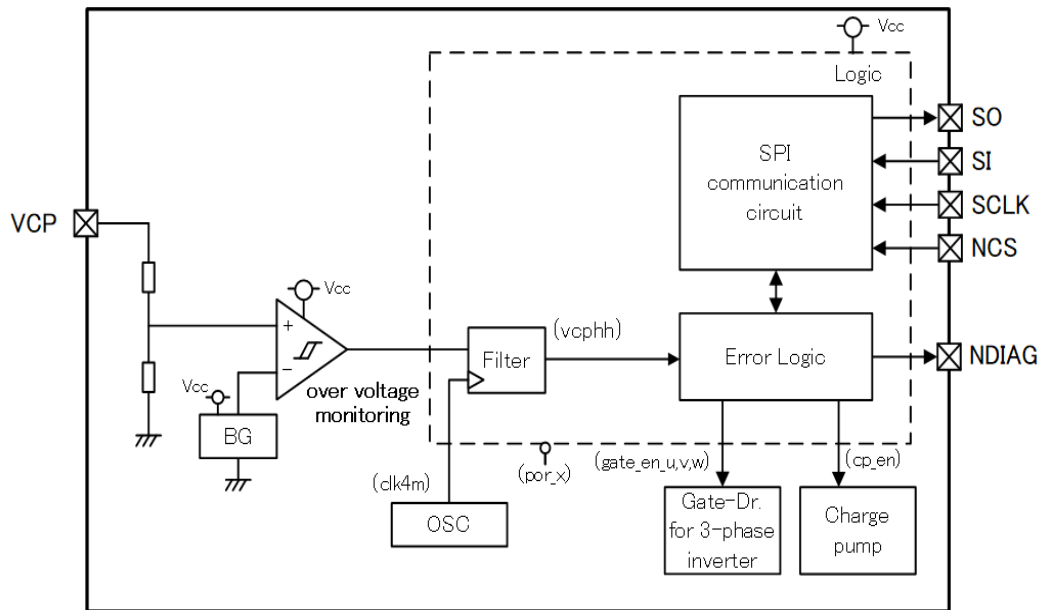 Vcc
Logic
SPI
communication
circuit
SO
SI
SCLK
NCS
VCP
Vcc
+
−
over voltage
monitoring
Vcc
BG
Filter
(vcphh)
Error Logic
NDIAG
(clk4m)
OSC
(por_x)
(gate_en_u,v,w)
(cp_en)
Gate-Dr.
for 3-phase
inverter
Charge
pump